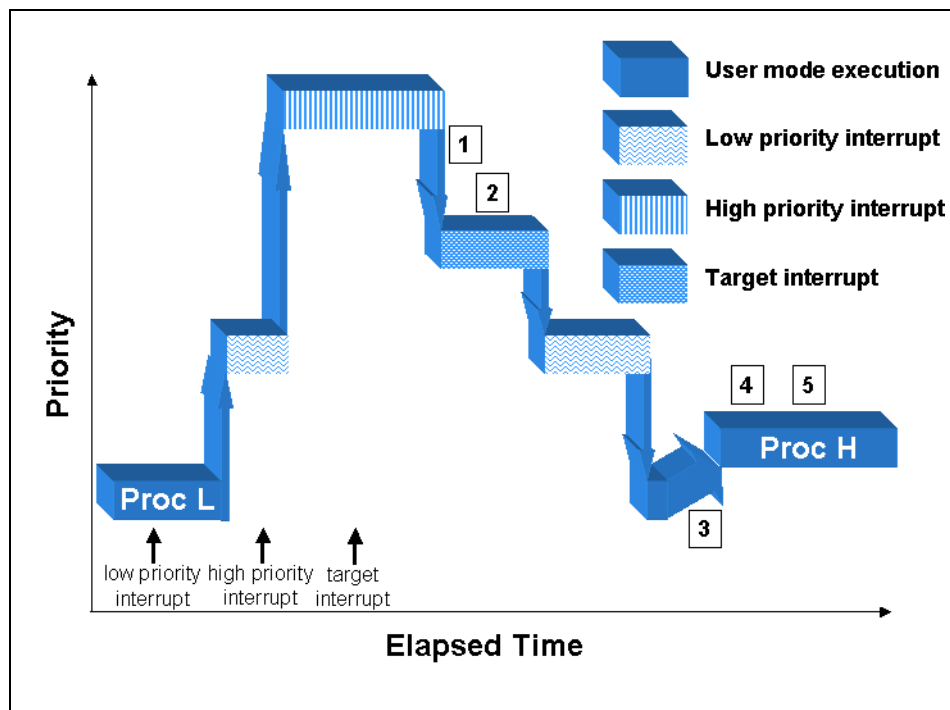 User mode execution
Low priority interrupt
High priority interrupt
Target interrupt
1
2
3
4
5
Proc L
Proc H
low priority
interrupt
high priority
interrupt
target
interrupt
Priority
Elapsed Time